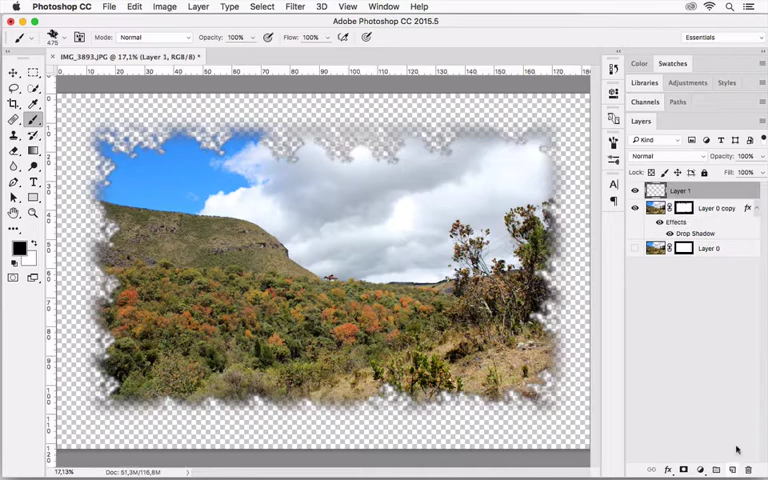 Photoshop CC File Edit Image Layer Type Select Filter 3D View Window Help
Adobe Photoshop CC 2015.5
475 Mode: Normal Opacity: 100% Flow: 100% Essentials
IMG_3893.JPG @ 17,1% (Layer 1, RGB/8) *
Color Swatches
Libraries Adjustments Styles
Channels Paths
Layers
Kind
Normal Opacity: 100%
Lock: Fill: 100%
Layer 1
Layer 0 copy fx
Effects
Drop Shadow
Layer 0
17,13% Doc: 51,3M/116,8M